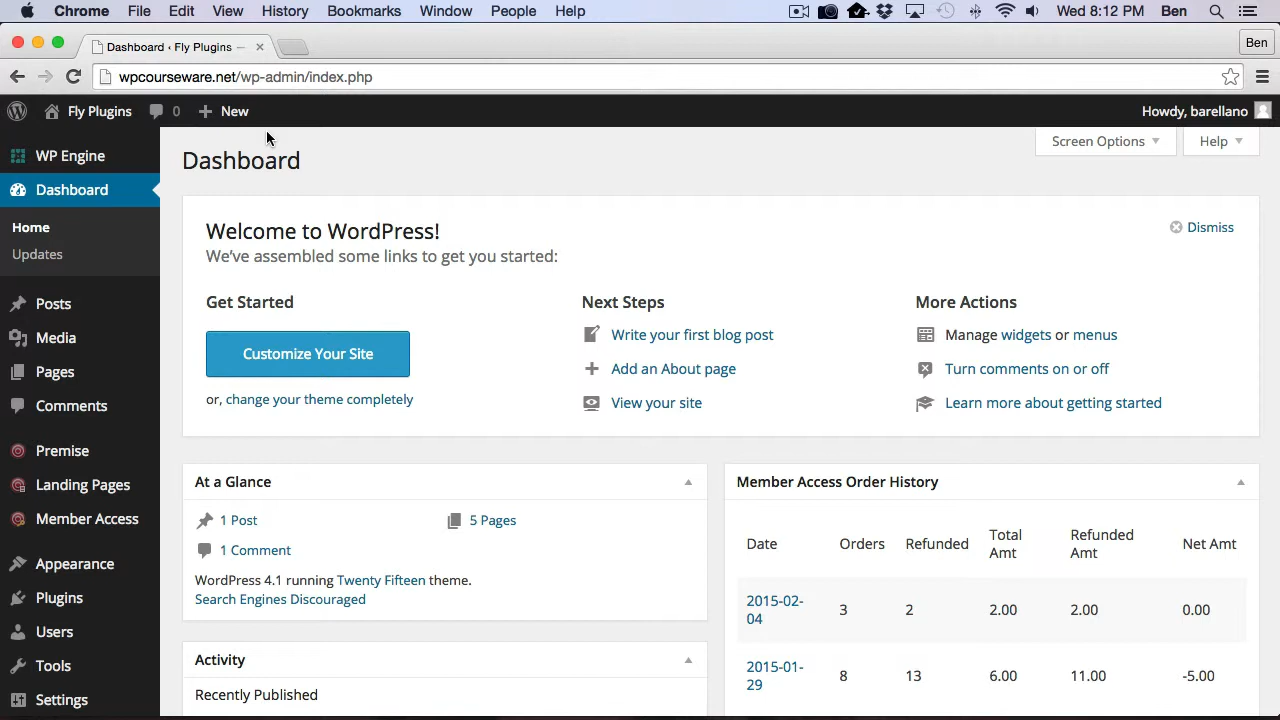 Chrome File Edit View History Bookmarks Window People Help Wed 8:12 PM Ben
Dashboard ‹ Fly Plugins —
Ben
wpcourseware.net/wp-admin/index.php
Fly Plugins 0 + New Howdy, barellano
WP Engine
Dashboard
Home
Updates
Posts
Media
Pages
Comments
Premise
Landing Pages
Member Access
Appearance
Plugins
Users
Tools
Settings
Screen Options Help
Dashboard
Welcome to WordPress!
Dismiss
We've assembled some links to get you started:
Get Started
Customize Your Site
or, change your theme completely
Next Steps
Write your first blog post
Add an About page
View your site
More Actions
Manage widgets or menus
Turn comments on or off
Learn more about getting started
At a Glance
1 Post 5 Pages
1 Comment
WordPress 4.1 running Twenty Fifteen theme.
Search Engines Discouraged
Activity
Recently Published
Member Access Order History
Date Orders Refunded Total Amt Refunded Amt Net Amt
2015-02-04 3 2 2.00 2.00 0.00
2015-01-29 8 13 6.00 11.00 -5.00